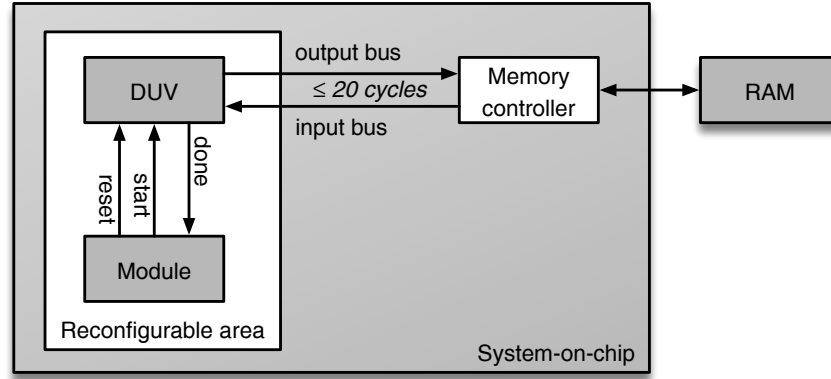 DUV
output bus
≤ 20 cycles
input bus
Memory
controller
RAM
reset
start
done
Module
Reconfigurable area
System-on-chip